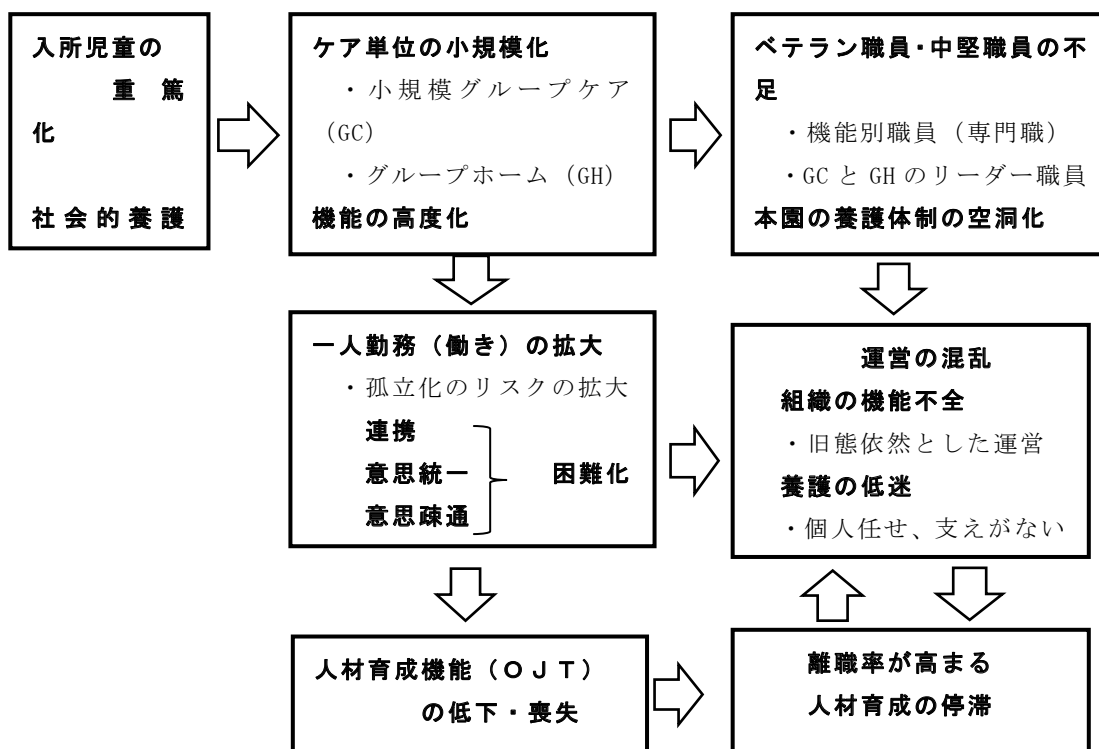 入所児童の
重篤
化
社会的養護
ケア単位の小規模化
・小規模グループケア
(GC)
・グループホーム（GH）
機能の高度化
ベテラン職員・中堅職員の不
足
・機能別職員（専門職）
・GCとGHのリーダー職員
本園の養護体制の空洞化
一人勤務（働き）の拡大
・孤立化のリスクの拡大
連携
意思統一　困難化
意思疎通
運営の混乱
組織の機能不全
・旧態依然とした運営
養護の低迷
・個人任せ、支えがない
人材育成機能（ＯＪＴ）
の低下・喪失
離職率が高まる
人材育成の停滞